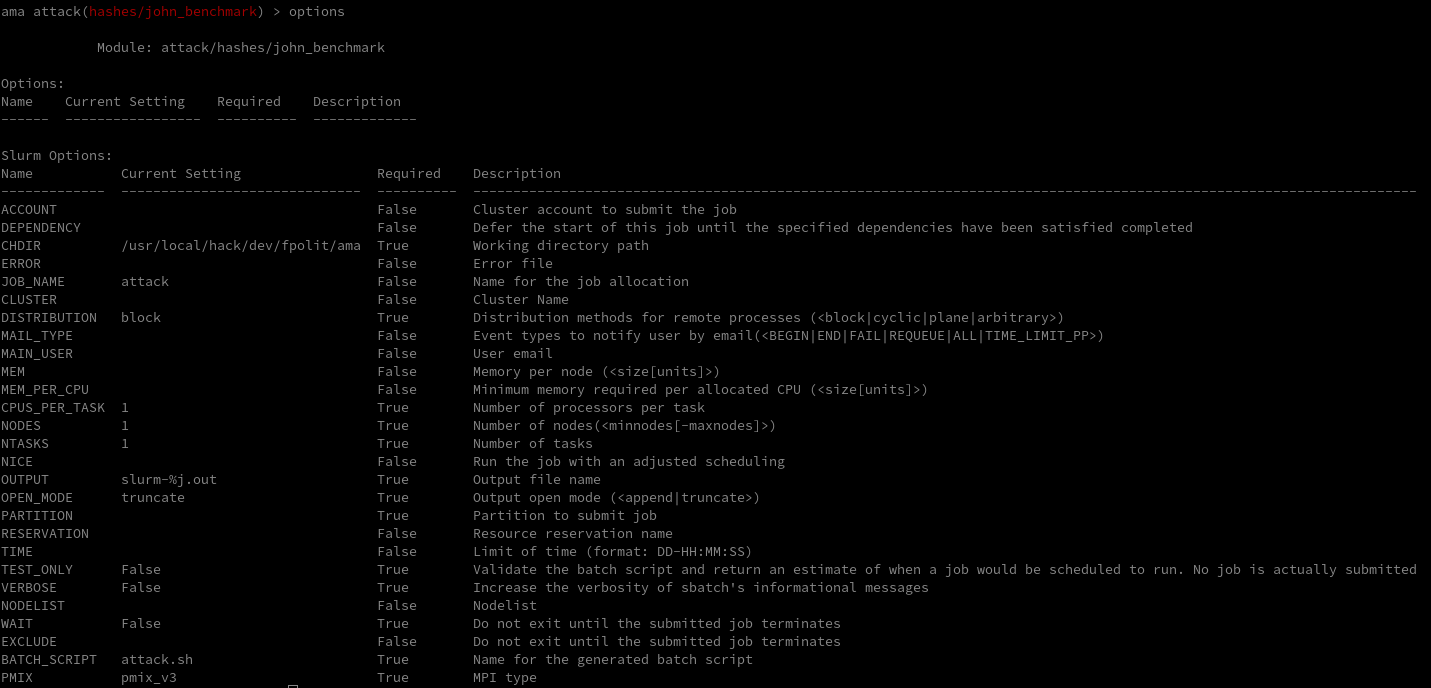 ama attack(hashes/john_benchmark) > options
Module: attack/hashes/john_benchmark
Options:
Name    Current Setting    Required    Description
------  -----------------  ----------  -------------
Slurm Options:
Name           Current Setting                 Required    Description
-------------  ------------------------------  ----------  ----------------------------------------------------------------------------------------------------------------------
ACCOUNT                                        False       Cluster account to submit the job
DEPENDENCY                                     False       Defer the start of this job until the specified dependencies have been satisfied completed
CHDIR          /usr/local/hack/dev/fpolit/ama  True        Working directory path
ERROR                                          False       Error file
JOB_NAME       attack                          False       Name for the job allocation
CLUSTER                                        False       Cluster Name
DISTRIBUTION   block                           True        Distribution methods for remote processes (<block|cyclic|plane|arbitrary>)
MAIL_TYPE                                      False       Event types to notify user by email(<BEGIN|END|FAIL|REQUEUE|ALL|TIME_LIMIT_PP>)
MAIN_USER                                      False       User email
MEM                                            False       Memory per node (<size[units]>)
MEM_PER_CPU                                    False       Minimum memory required per allocated CPU (<size[units]>)
CPUS_PER_TASK  1                               True        Number of processors per task
NODES          1                               True        Number of nodes(<minnodes[-maxnodes]>)
NTASKS         1                               True        Number of tasks
NICE                                           False       Run the job with an adjusted scheduling
OUTPUT         slurm-%j.out                    True        Output file name
OPEN_MODE      truncate                        True        Output open mode (<append|truncate>)
PARTITION                                      True        Partition to submit job
RESERVATION                                    False       Resource reservation name
TIME                                           False       Limit of time (format: DD-HH:MM:SS)
TEST_ONLY      False                           True        Validate the batch script and return an estimate of when a job would be scheduled to run. No job is actually submitted
VERBOSE        False                           True        Increase the verbosity of sbatch's informational messages
NODELIST                                       False       Nodelist
WAIT           False                           True        Do not exit until the submitted job terminates
EXCLUDE                                        False       Do not exit until the submitted job terminates
BATCH_SCRIPT   attack.sh                       True        Name for the generated batch script
PMIX           pmix_v3                         True        MPI type